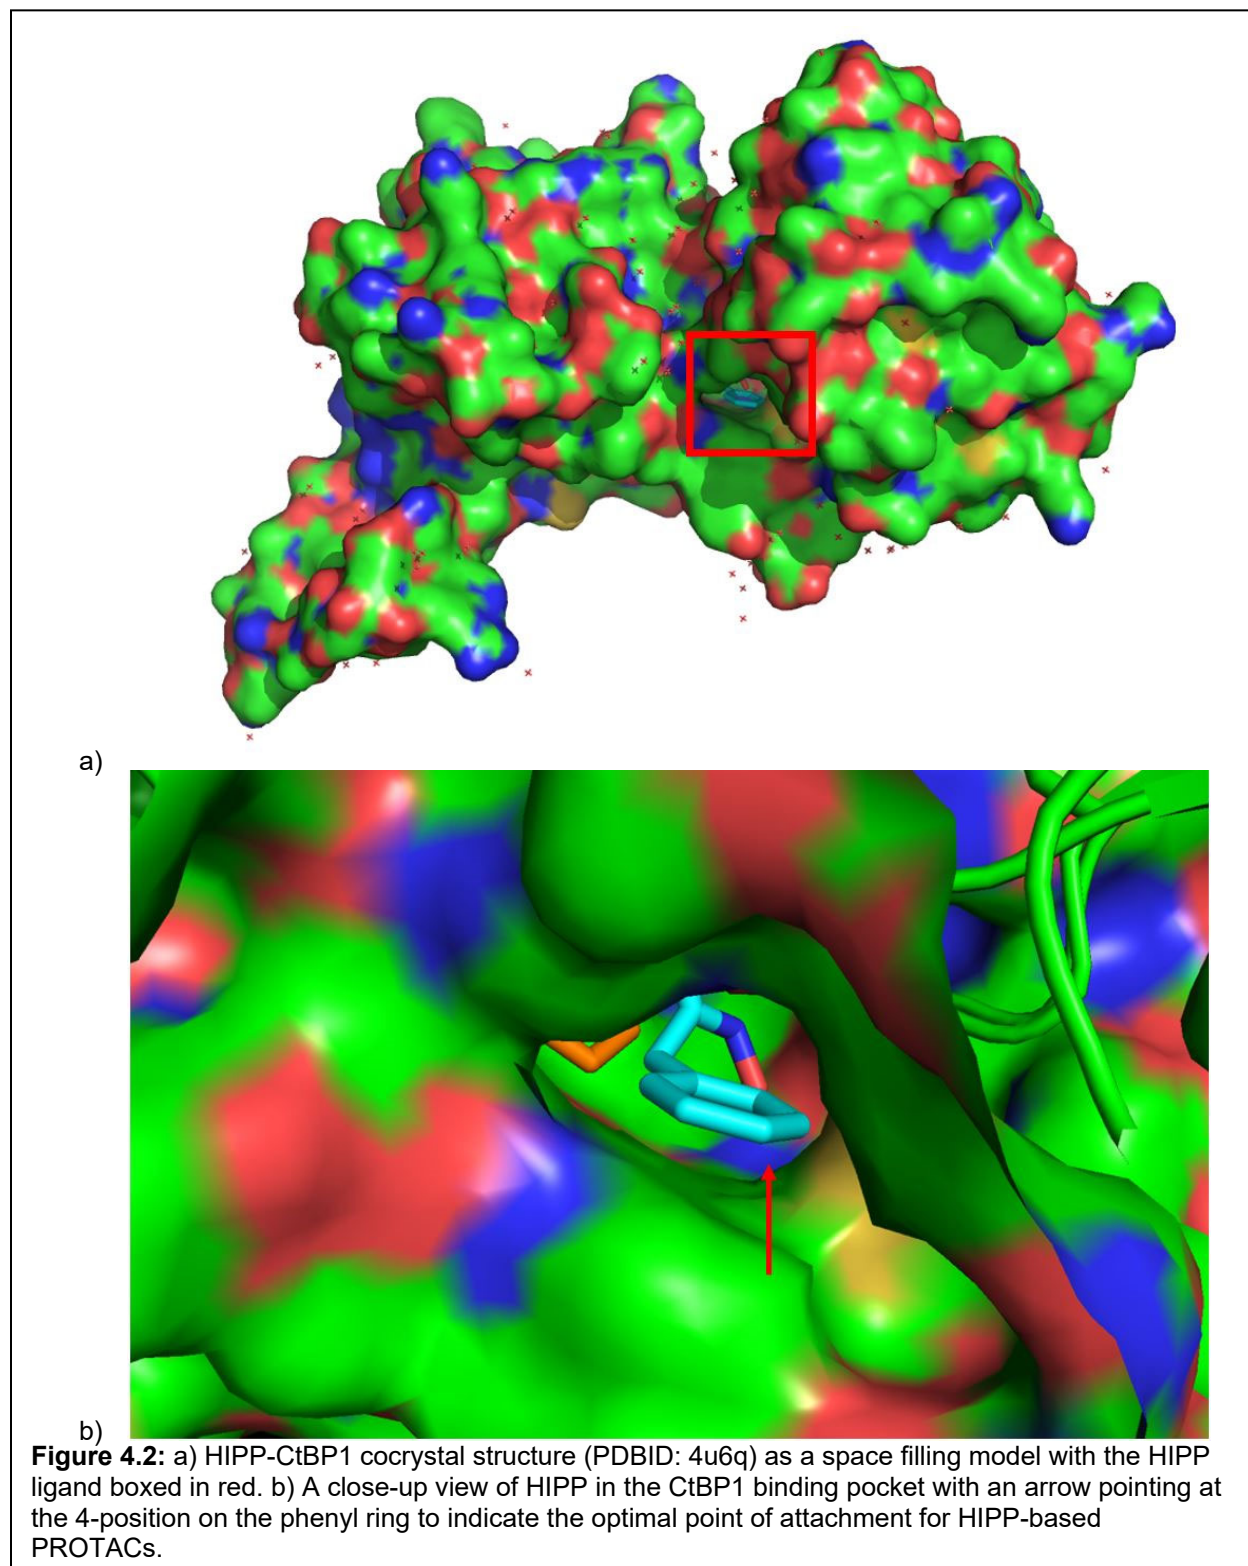 a)
b)
Figure 4.2: a) HIPP-CtBP1 cocrystal structure (PDBID: 4u6q) as a space filling model with the HIPP
ligand boxed in red. b) A close-up view of HIPP in the CtBP1 binding pocket with an arrow pointing at
the 4-position on the phenyl ring to indicate the optimal point of attachment for HIPP-based
PROTACs.